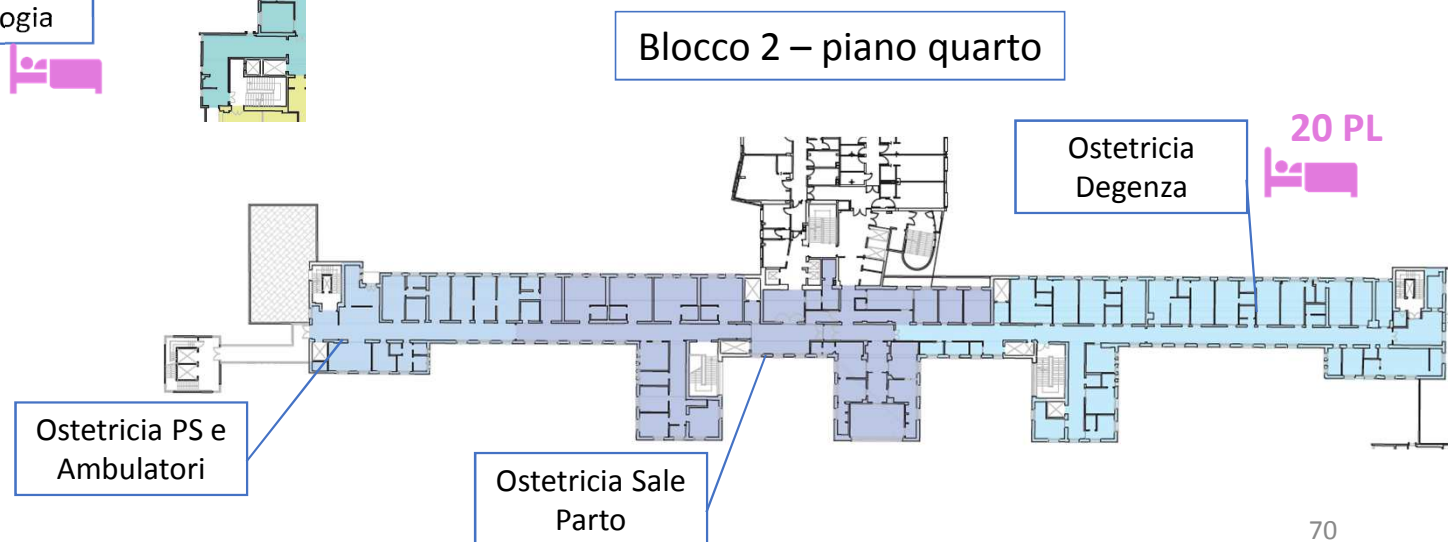 ogia
Blocco 2 – piano quarto
20 PL
Ostetricia
Degenza
Ostetricia PS e
Ambulatori
Ostetricia Sale
Parto
70